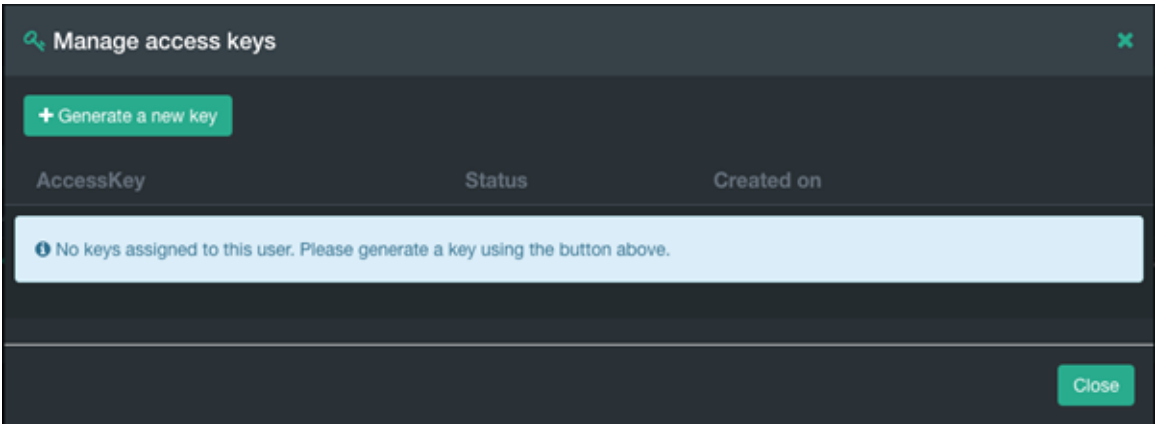 Manage access keys
Generate a new key
AccessKey Status Created on
No keys assigned to this user. Please generate a key using the button above.
Close